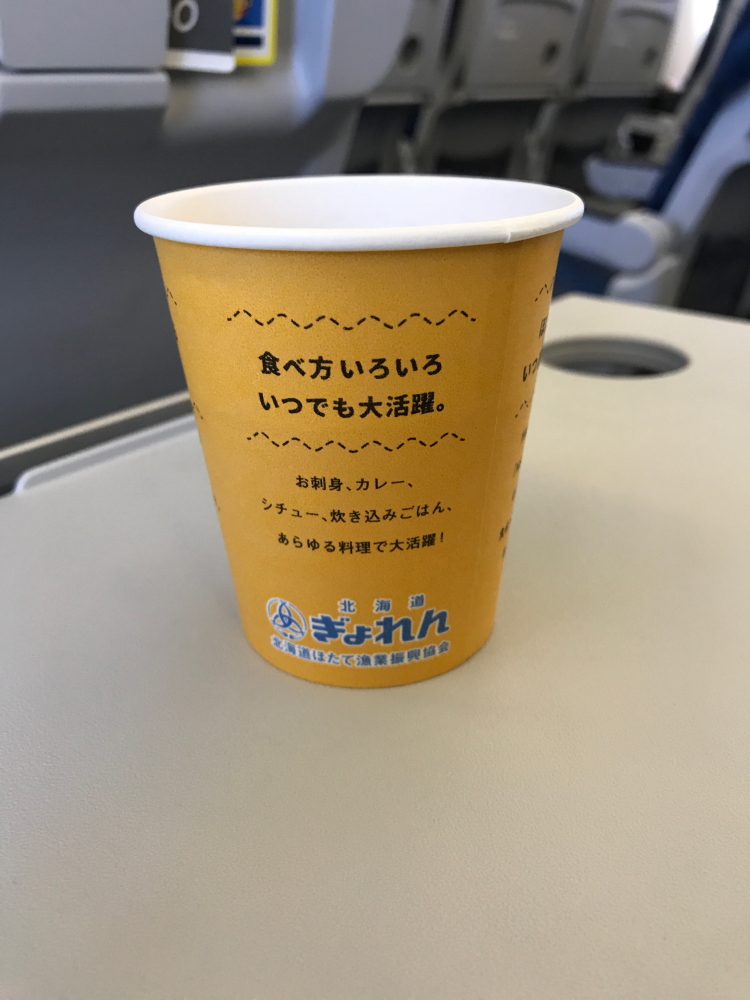 食べ方いろいろ
いつでも大活躍。
お刺身、カレー、
シチュー、炊き込みごはん、
あらゆる料理で大活躍!
北海道
ぎょれん
北海道ほたて漁業振興協会